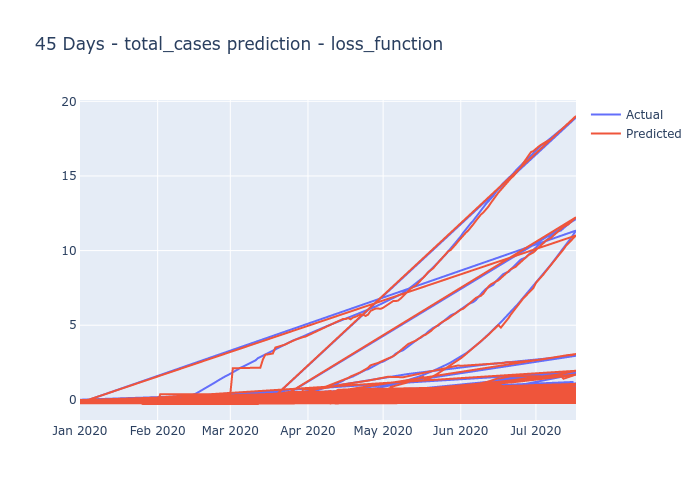 45 Days - total_cases prediction - loss_function
20
15
10
5
0
Jan 2020
Feb 2020
Mar 2020
Apr 2020
May 2020
Jun 2020
Jul 2020
Actual
Predicted